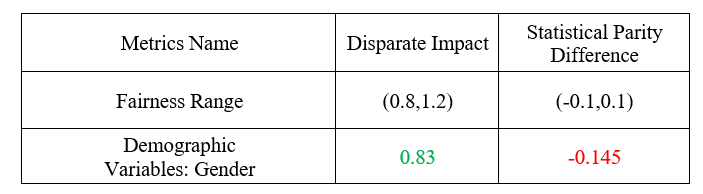 Metrics Name
Disparate Impact
Statistical Parity
Difference
Fairness Range
(0.8,1.2)
(-0.1,0.1)
Demographic
Variables: Gender
0.83
-0.145